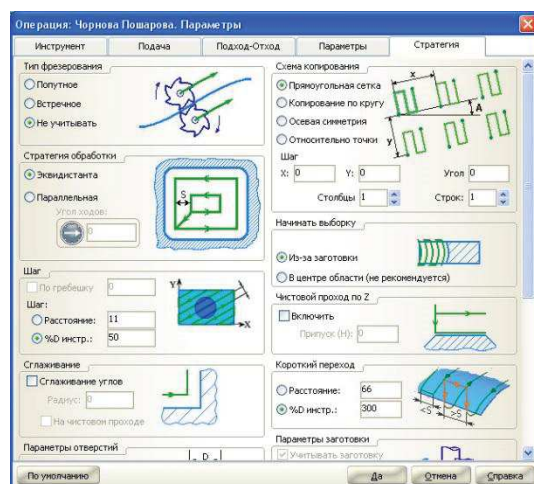 Операция: Чорнова Пошарова. Параметры
Инструмент Подача Подход-Отход Параметры Стратегия
Тип фрезерования
Попутное
Встречное
Не учитывать
Стратегия обработки
Эквидистанта
Параллельная
Угол ходов:
0
S
Шаг
По гребешку 0
Шаг:
Расстояние: 11
%D инстр.: 50
Y
X
Сглаживание
Сглаживание углов
Радиус: 0
На чистовом проходе
Параметры отверстий
D
Схема копирования
Прямоугольная сетка
Копирование по кругу
Осевая симметрия
Относительно точки
x
y
A
Шаг
X: 0 Y: 0 Угол 0
Столбцы 1 Строк: 1
Начинать выборку
Из-за заготовки
В центре области (не рекомендуется)
Чистовой проход по Z
Включить
Припуск (H): 0
Короткий переход
Расстояние: 66
%D инстр.: 300
<S >S
Параметры заготовки
Учитывать заготовку
По умолчанию Да Отмена Справка